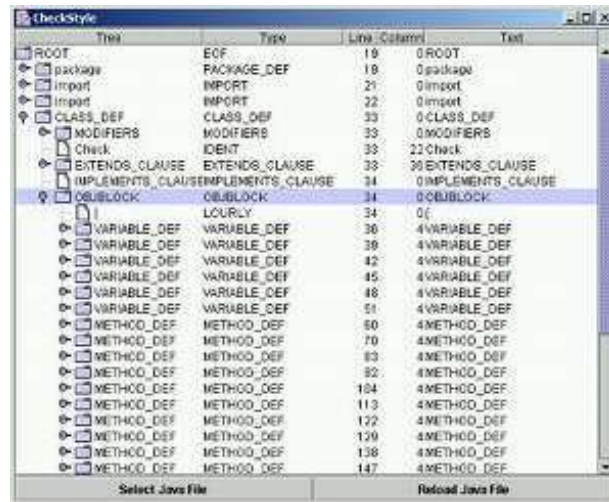 CheckStyle
Tree Type Line Column Text
ROOT EOF 19 0 ROOT
package PACKAGE_DEF 19 0 package
import IMPORT 21 0 import
import IMPORT 22 0 import
CLASS_DEF CLASS_DEF 33 0 CLASS_DEF
MODIFIERS MODIFIERS 33 0 MODIFIERS
Check IDENT 33 22 Check
EXTENDS_CLAUSE EXTENDS_CLAUSE 33 EXTENDS_CLAUSE
IMPLEMENTS_CLAUSE IMPLEMENTS_CLAUSE 34 0 IMPLEMENTS_CLAUSE
OBJBLOCK OBJBLOCK 34 0 OBJBLOCK
{ LCURLY 34 0 {
VARIABLE_DEF VARIABLE_DEF 36 4 VARIABLE_DEF
VARIABLE_DEF VARIABLE_DEF 39 4 VARIABLE_DEF
VARIABLE_DEF VARIABLE_DEF 42 4 VARIABLE_DEF
VARIABLE_DEF VARIABLE_DEF 45 4 VARIABLE_DEF
VARIABLE_DEF VARIABLE_DEF 48 4 VARIABLE_DEF
VARIABLE_DEF VARIABLE_DEF 51 4 VARIABLE_DEF
METHOD_DEF METHOD_DEF 60 4 METHOD_DEF
METHOD_DEF METHOD_DEF 70 4 METHOD_DEF
METHOD_DEF METHOD_DEF 83 4 METHOD_DEF
METHOD_DEF METHOD_DEF 92 4 METHOD_DEF
METHOD_DEF METHOD_DEF 104 4 METHOD_DEF
METHOD_DEF METHOD_DEF 113 4 METHOD_DEF
METHOD_DEF METHOD_DEF 122 4 METHOD_DEF
METHOD_DEF METHOD_DEF 129 4 METHOD_DEF
METHOD_DEF METHOD_DEF 138 4 METHOD_DEF
METHOD_DEF METHOD_DEF 147 4 METHOD_DEF
Select Java File Reload Java File